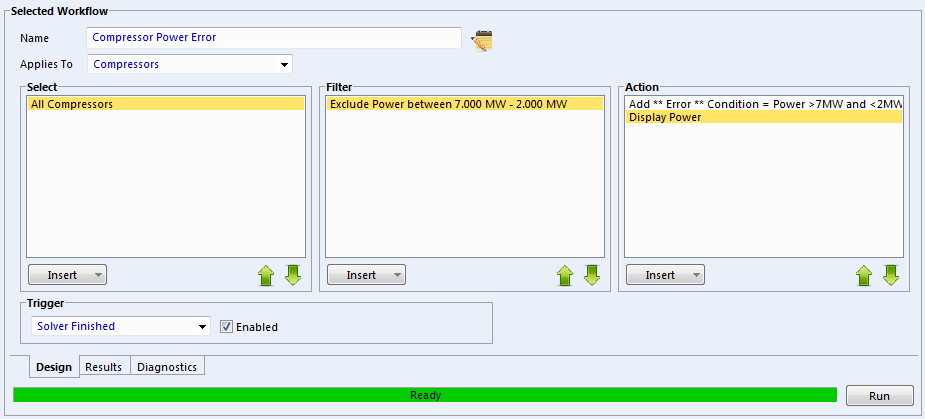 Selected Workflow
Name Compressor Power Error
Applies To Compressors
Select
All Compressors
Insert
Filter
Exclude Power between 7.000 MW - 2.000 MW
Insert
Action
Add ** Error ** Condition = Power >7MW and <2MW
Display Power
Insert
Trigger
Solver Finished Enabled
Design Results Diagnostics
Ready Run